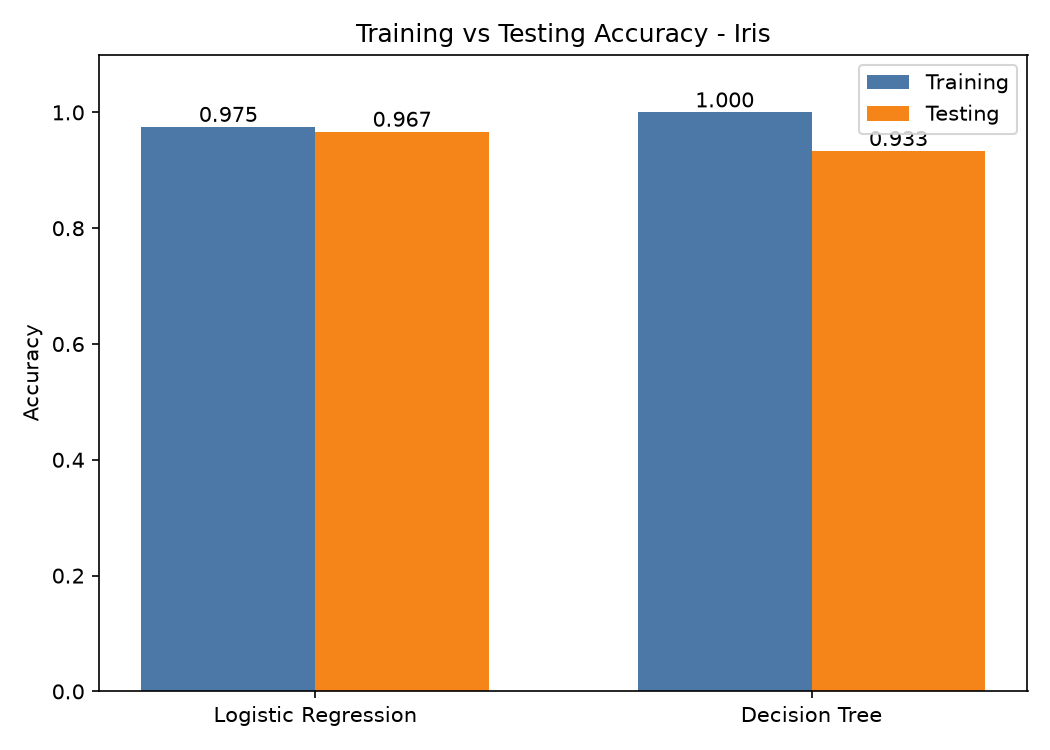 Training vs Testing Accuracy - Iris
Training
Testing
0.975
0.967
1.000
0.933
1.0
0.8
0.6
0.4
0.2
0.0
Accuracy
Logistic Regression
Decision Tree